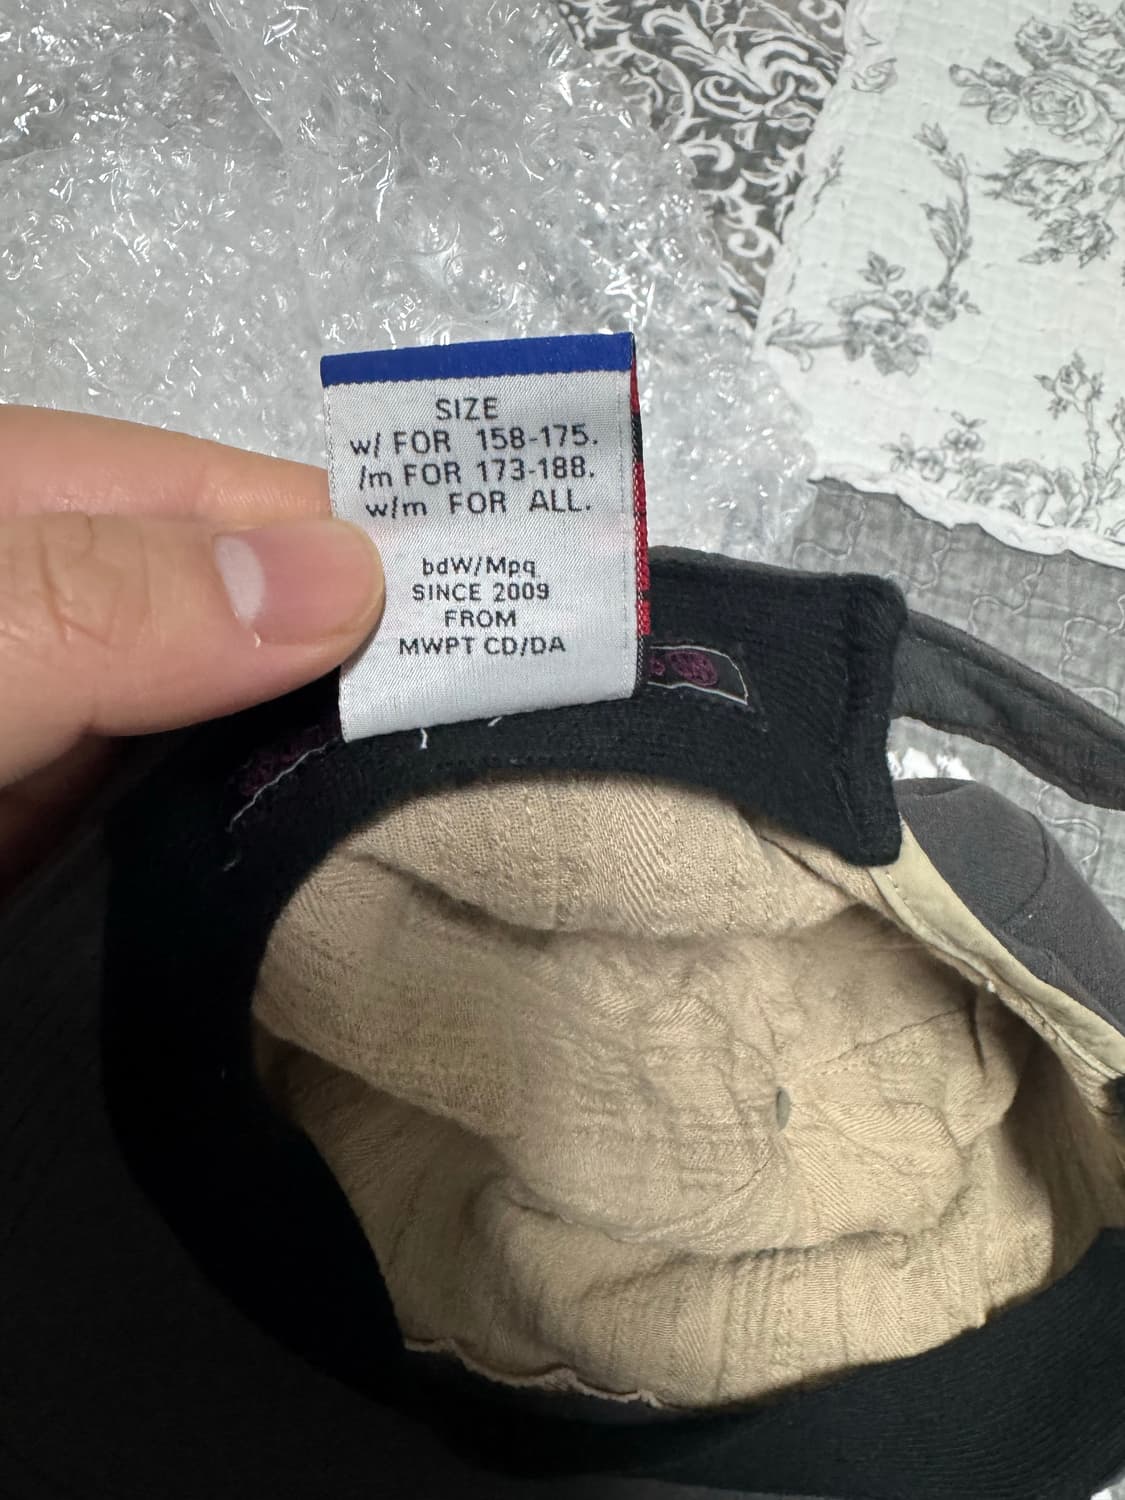 SIZE
w/ FOR 158-175.
/m FOR 173-188.
w/m FOR ALL.
bdW/Mpq
SINCE 2009
FROM
MWPT CD/DA